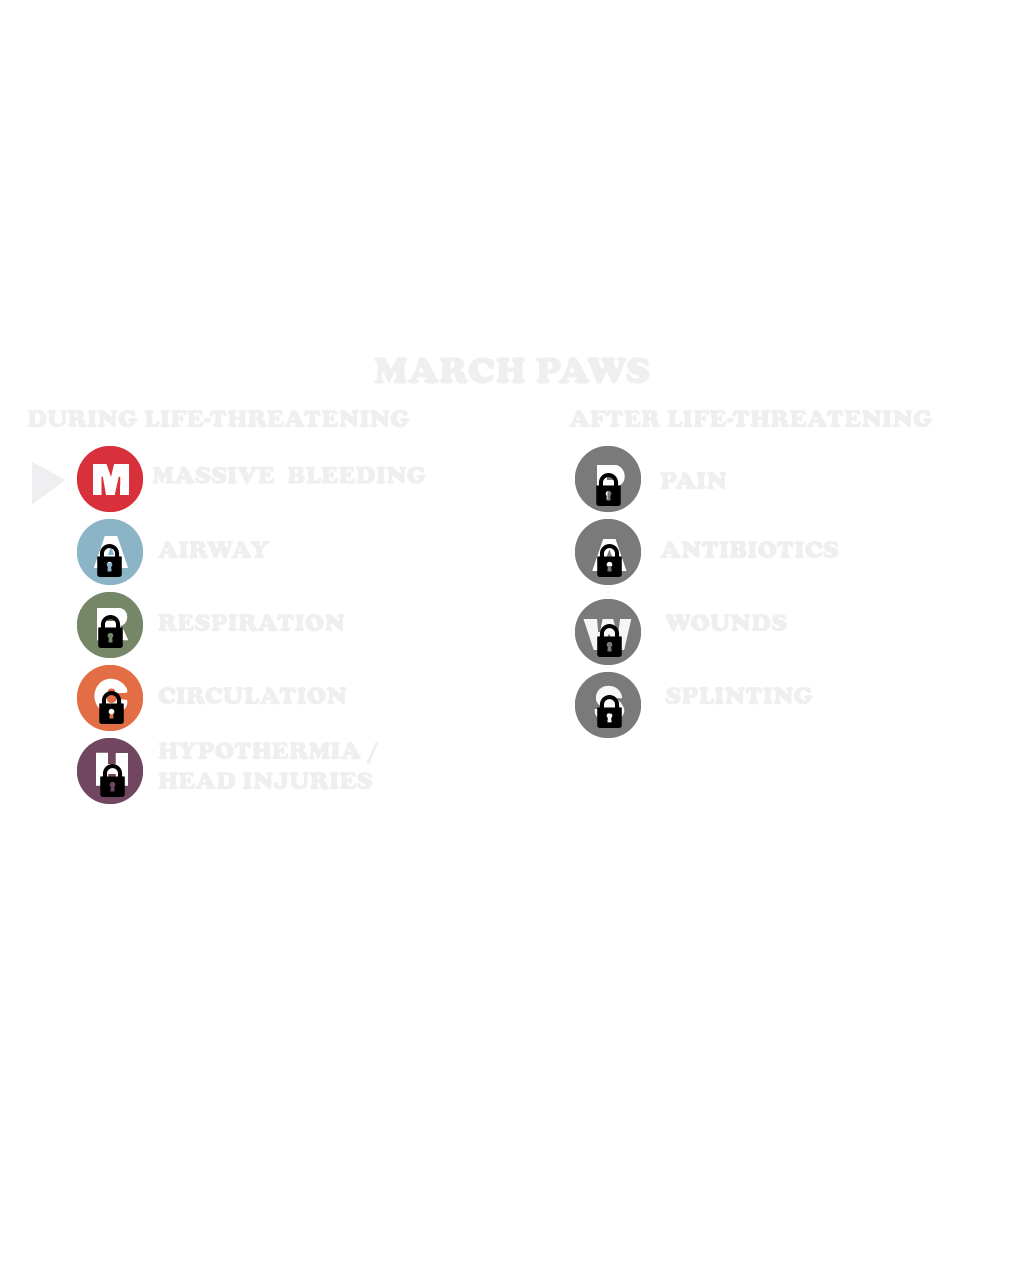 MARCH PAWS
DURING LIFE-THREATENING
M MASSIVE BLEEDING
A AIRWAY
R RESPIRATION
C CIRCULATION
H HYPOTHERMIA /
HEAD INJURIES
AFTER LIFE-THREATENING
P PAIN
A ANTIBIOTICS
W WOUNDS
S SPLINTING